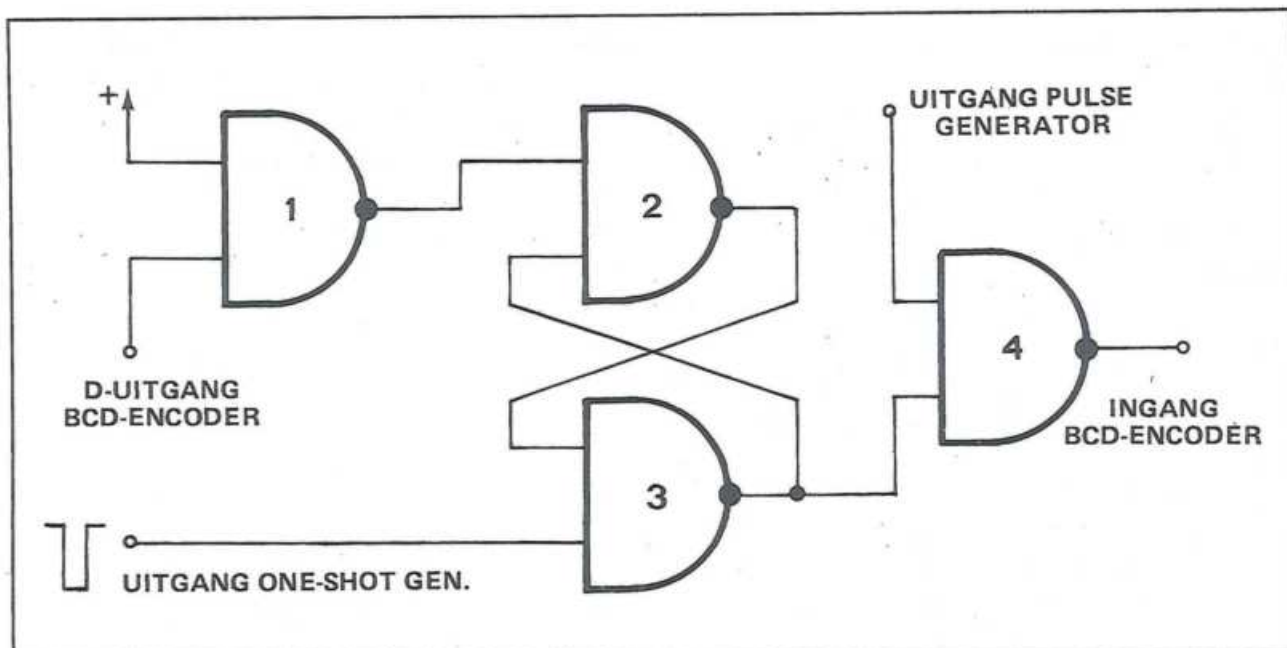 +
1
2
UITGANG PULSE
GENERATOR
D-UITGANG
BCD-ENCODER
3
4
INGANG
BCD-ENCODER
UITGANG ONE-SHOT GEN.